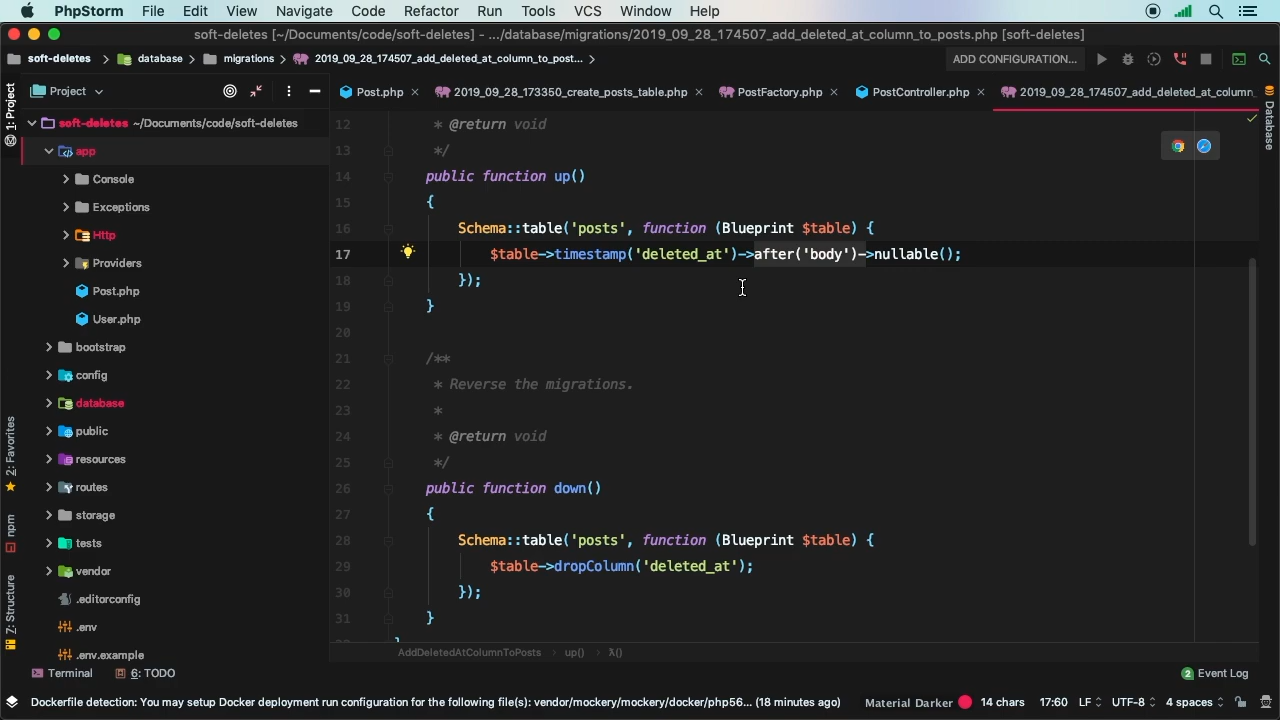 PhpStorm File Edit View Navigate Code Refactor Run Tools VCS Window Help
soft-deletes [~/Documents/code/soft-deletes] - .../database/migrations/2019_09_28_174507_add_deleted_at_column_to_posts.php [soft-deletes]
soft-deletes database migrations 2019_09_28_174507_add_deleted_at_column_to_post... ADD CONFIGURATION...
Project Post.php 2019_09_28_173350_create_posts_table.php PostFactory.php PostController.php 2019_09_28_174507_add_deleted_at_column
1: Project
2: Favorites
npm
7: Structure
Database
soft-deletes ~/Documents/code/soft-deletes
app
Console
Exceptions
Http
Providers
Post.php
User.php
bootstrap
config
database
public
resources
routes
storage
tests
vendor
.editorconfig
.env
.env.example
12 * @return void
13 */
14 public function up()
15 {
16 Schema::table('posts', function (Blueprint $table) {
17 $table->timestamp('deleted_at')->after('body')->nullable();
18 });
19 }
20
21 /**
22 * Reverse the migrations.
23 *
24 * @return void
25 */
26 public function down()
27 {
28 Schema::table('posts', function (Blueprint $table) {
29 $table->dropColumn('deleted_at');
30 });
31 }
AddDeletedAtColumnToPosts › up() › λ()
Terminal 6: TODO 2 Event Log
Dockerfile detection: You may setup Docker deployment run configuration for the following file(s): vendor/mockery/mockery/docker/php56... (18 minutes ago) Material Darker 14 chars 17:60 LF UTF-8 4 spaces